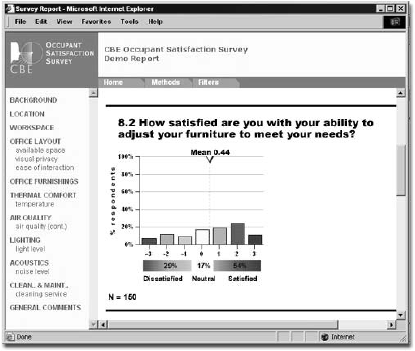 Survey Report - Microsoft Internet Explorer
File Edit View Favorites Tools Help
OCCUPANT
SATISFACTION
SURVEY
CBE
CBE Occupant Satisfaction Survey
Demo Report
Home Methods Filters
BACKGROUND
LOCATION
WORKSPACE
OFFICE LAYOUT
available space
visual privacy
ease of interaction
OFFICE FURNISHINGS
THERMAL COMFORT
temperature
AIR QUALITY
air quality (cont.)
LIGHTING
light level
ACOUSTICS
noise level
CLEAN. & MAINT.
cleaning service
GENERAL COMMENTS
8.2 How satisfied are you with your ability to
adjust your furniture to meet your needs?
Mean 0.44
% respondents
100%
80%
60%
40%
20%
0%
-3 -2 -1 0 1 2 3
29% 17% 54%
Dissatisfied Neutral Satisfied
N = 150
Done Internet